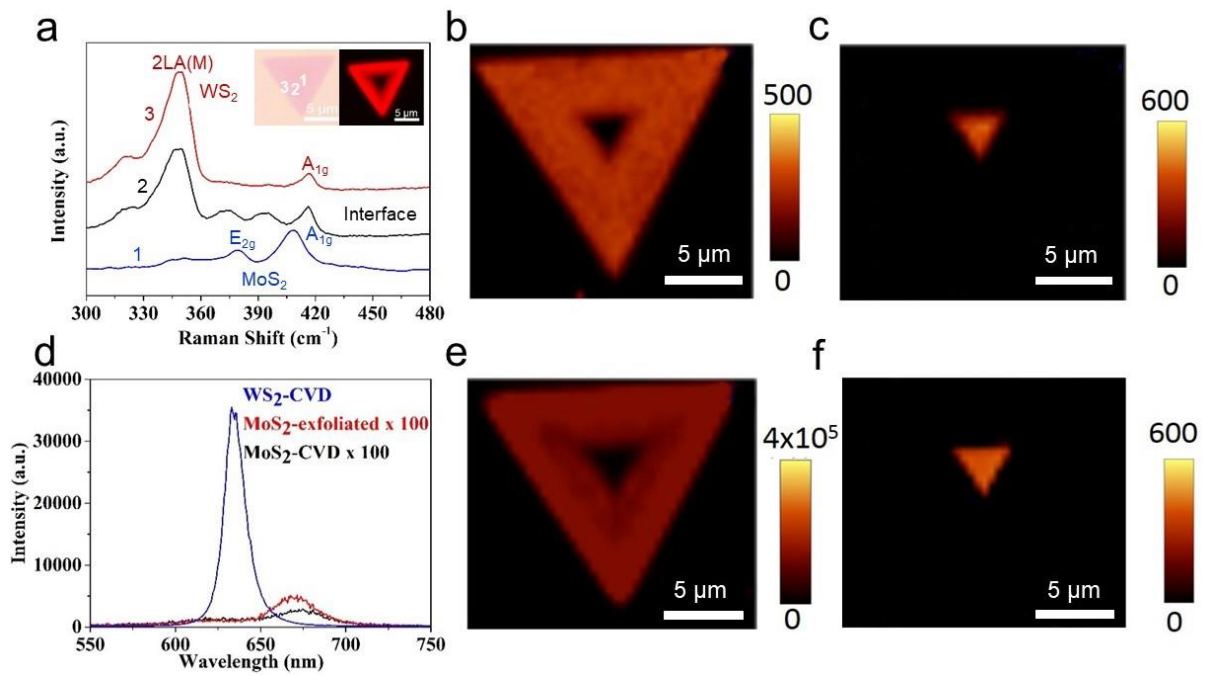 a
2LA(M)
WS₂
3
A₁g
2
Interface
E₂g
A₁g
1
MoS₂
321
5 μm
5 μm
Intensity (a.u.)
300 330 360 390 420 450 480
Raman Shift (cm⁻¹)
b
5 μm
500
0
c
5 μm
600
0
d
WS₂-CVD
MoS₂-exfoliated x 100
MoS₂-CVD x 100
40000
30000
20000
10000
0
Intensity (a.u.)
550 600 650 700 750
Wavelength (nm)
e
5 μm
4x10⁵
0
f
5 μm
600
0